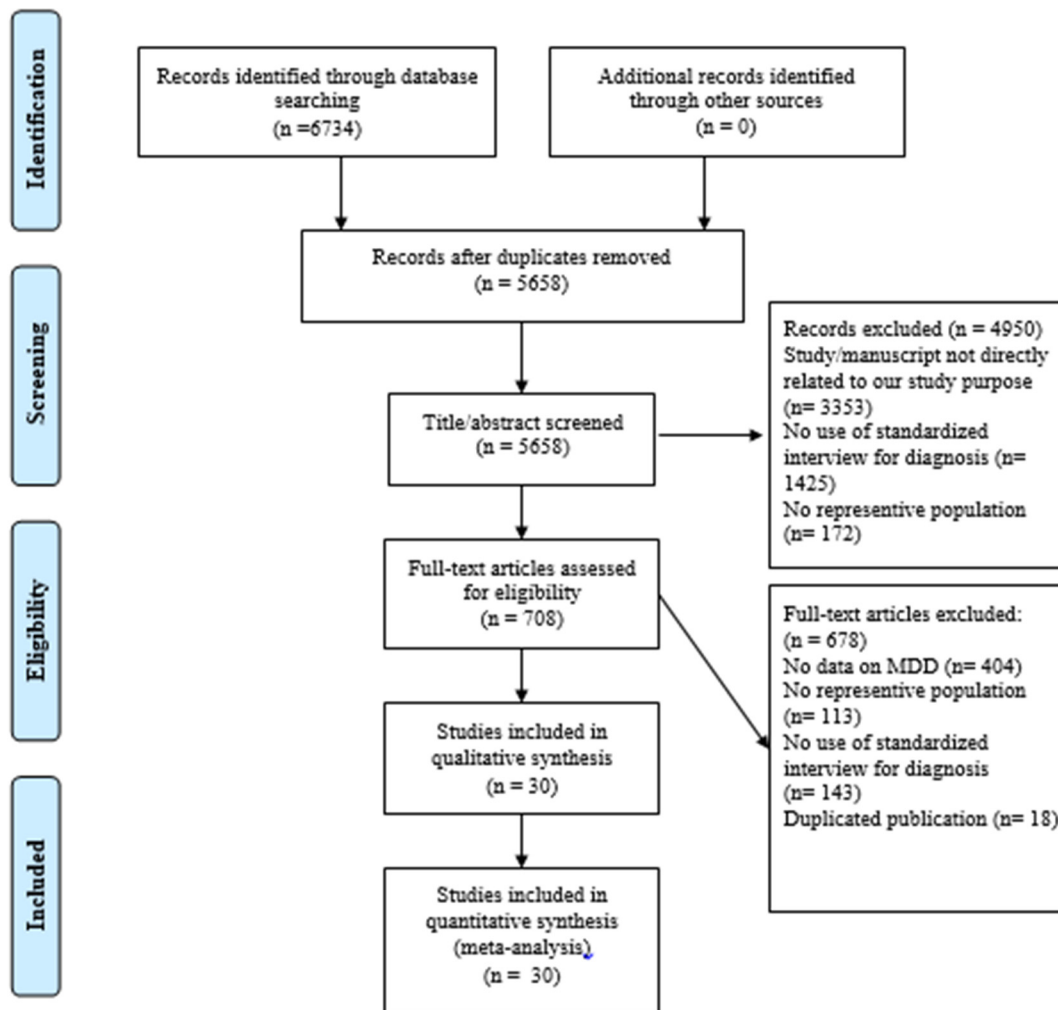 Identification
Records identified through database
searching
(n =6734)
Additional records identified
through other sources
(n = 0)
Records after duplicates removed
(n = 5658)
Screening
Title/abstract screened
(n = 5658)
Records excluded (n = 4950)
Study/manuscript not directly
related to our study purpose
(n= 3353)
No use of standardized
interview for diagnosis (n=
1425)
No representive population
(n= 172)
Eligibility
Full-text articles assessed
for eligibility
(n = 708)
Full-text articles excluded:
(n = 678)
No data on MDD (n= 404)
No representive population
(n= 113)
No use of standardized
interview for diagnosis
(n= 143)
Duplicated publication (n= 18)
Studies included in
qualitative synthesis
(n = 30)
Included
Studies included in
quantitative synthesis
(meta-analysis)
(n = 30)